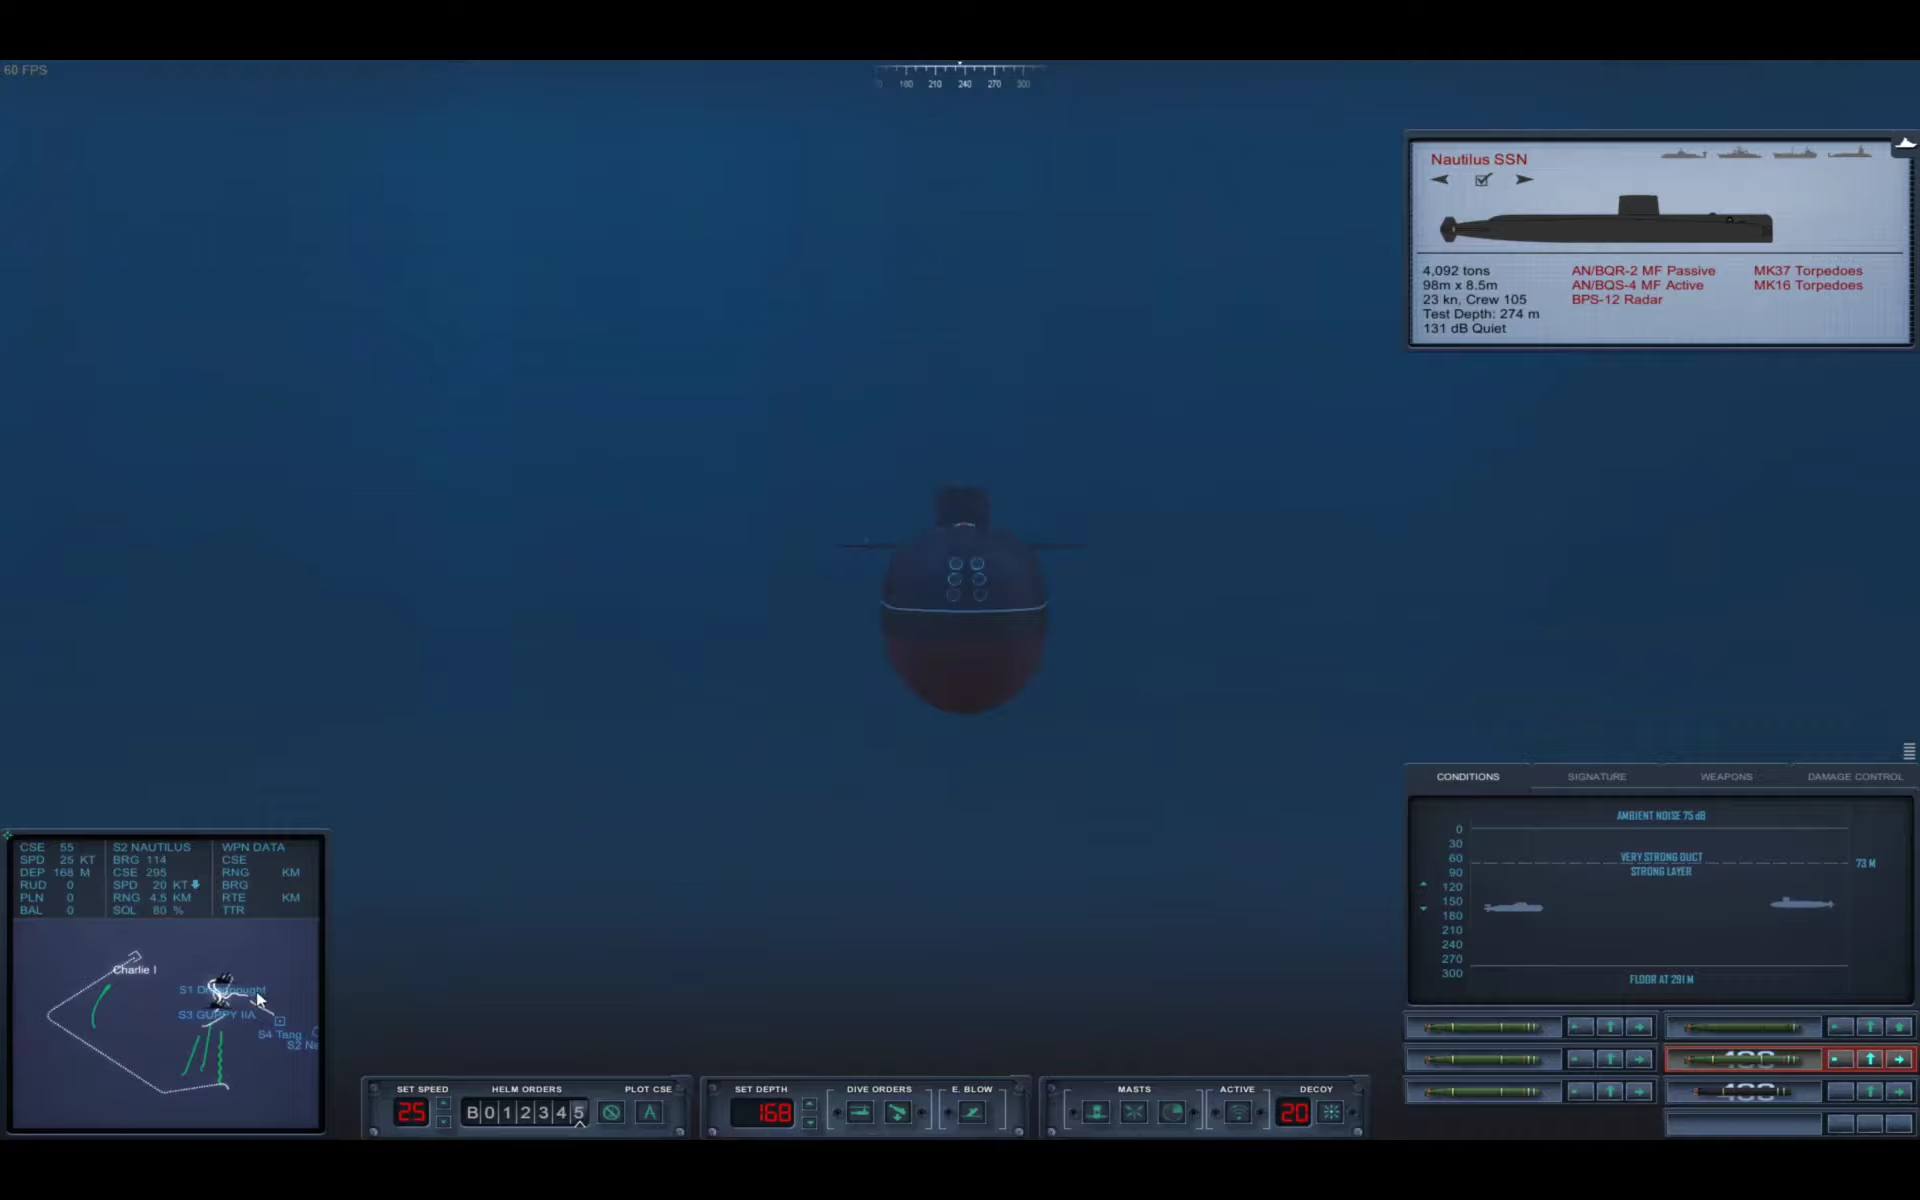 60 FPS
180 210 240 270 300
Nautilus SSN
4,092 tons
98m x 8.5m
23 kn, Crew 105
Test Depth: 274 m
131 dB Quiet
AN/BQR-2 MF Passive
AN/BQS-4 MF Active
BPS-12 Radar
MK37 Torpedoes
MK16 Torpedoes
CONDITIONS SIGNATURE WEAPONS DAMAGE CONTROL
AMBIENT NOISE 75 dB
0
30
60
90
120
150
180
210
240
270
300
VERY STRONG DUCT
STRONG LAYER
73 M
FLOOR AT 291 M
CSE 55
SPD 25 KT
DEP 168 M
RUD 0
PLN 0
BAL 0
S2 NAUTILUS
BRG 114
CSE 295
SPD 20 KT
RNG 4.5 KM
SOL 80 %
WPN DATA
CSE
RNG KM
BRG
RTE KM
TTR
Charlie I
S3 GUPPY IIA
S4 Tang
SET SPEED HELM ORDERS PLOT CSE
25 B 0 1 2 3 4 5 A
SET DEPTH DIVE ORDERS E. BLOW
168
MASTS ACTIVE DECOY
20